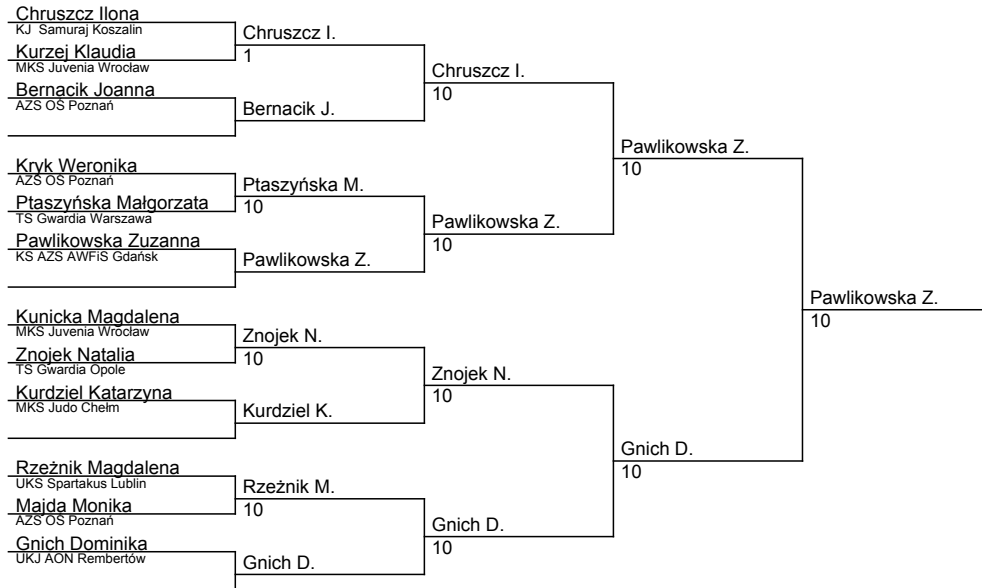 Chruszcz Ilona
KJ Samuraj Koszalin
Kurzej Klaudia
MKS Juvenia Wrocław
Bernacik Joanna
AZS OŚ Poznań
Kryk Weronika
AZS OŚ Poznań
Ptaszyńska Małgorzata
TS Gwardia Warszawa
Pawlikowska Zuzanna
KS AZS AWFiS Gdańsk
Kunicka Magdalena
MKS Juvenia Wrocław
Znojek Natalia
TS Gwardia Opole
Kurdziel Katarzyna
MKS Judo Chełm
Rzeżnik Magdalena
UKS Spartakus Lublin
Majda Monika
AZS OŚ Poznań
Gnich Dominika
UKJ AON Rembertów
Chruszcz I.
1
Bernacik J.
Ptaszyńska M.
10
Pawlikowska Z.
Znojek N.
10
Kurdziel K.
Rzeżnik M.
10
Gnich D.
Chruszcz I.
10
Pawlikowska Z.
10
Znojek N.
10
Gnich D.
10
Pawlikowska Z.
10
Gnich D.
10
Pawlikowska Z.
10